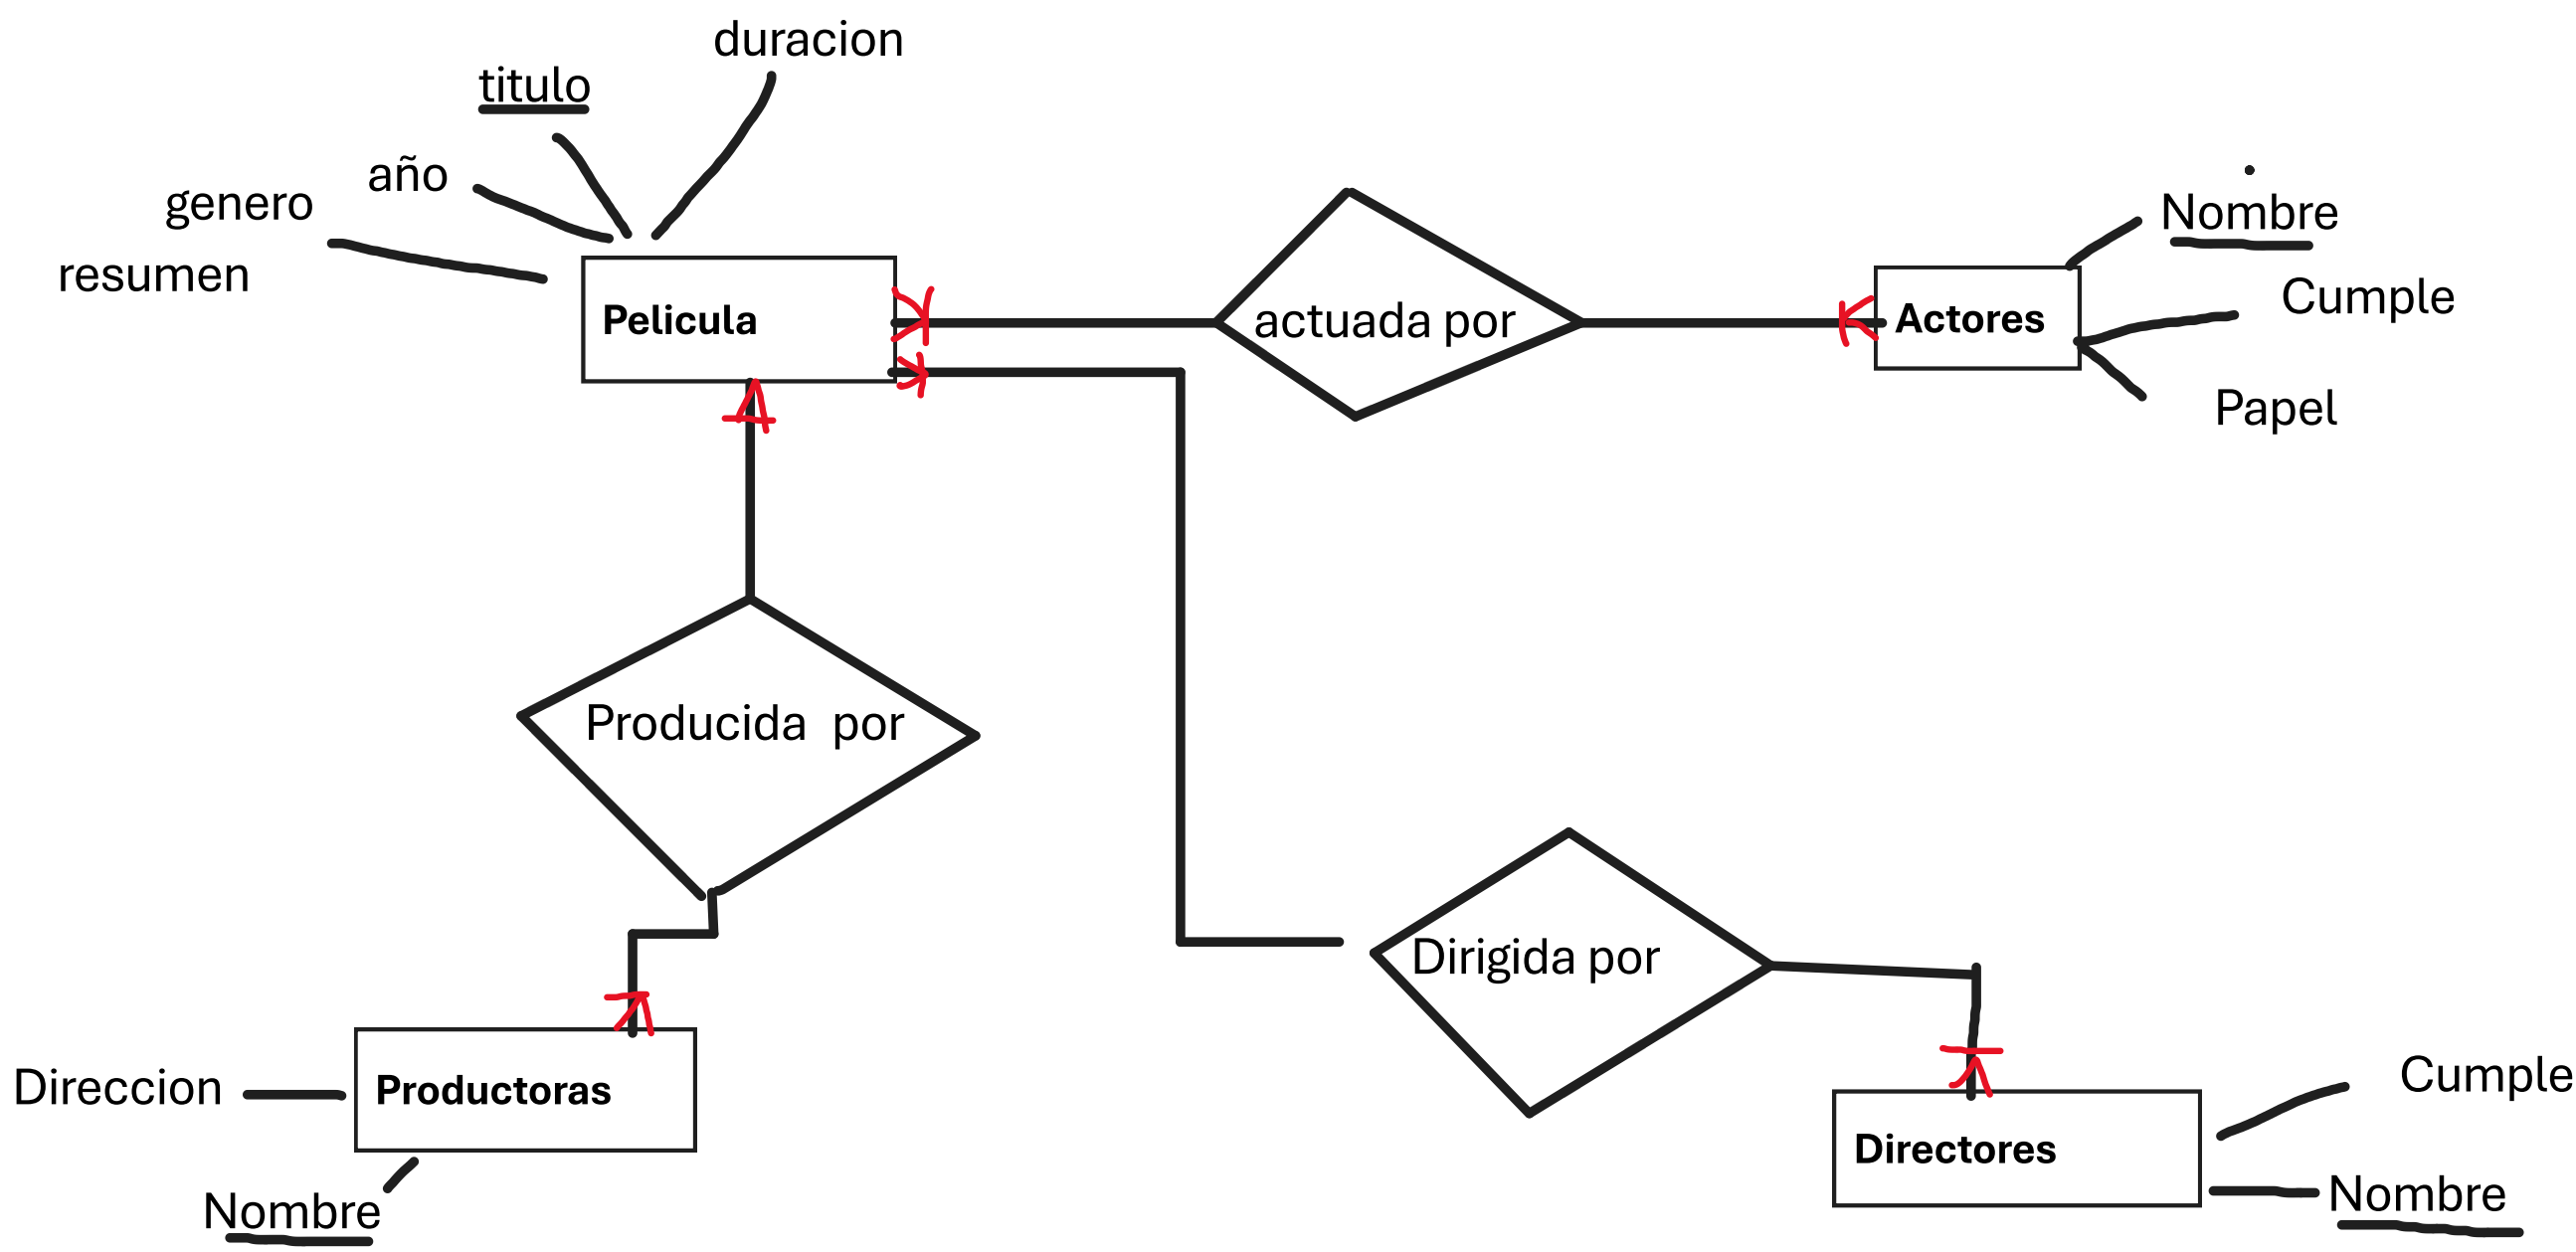 duracion
titulo
año
genero
resumen
Pelicula
actuada por
Actores
Nombre
Cumple
Papel
Producida por
Dirigida por
Productoras
Direccion
Nombre
Directores
Cumple
Nombre